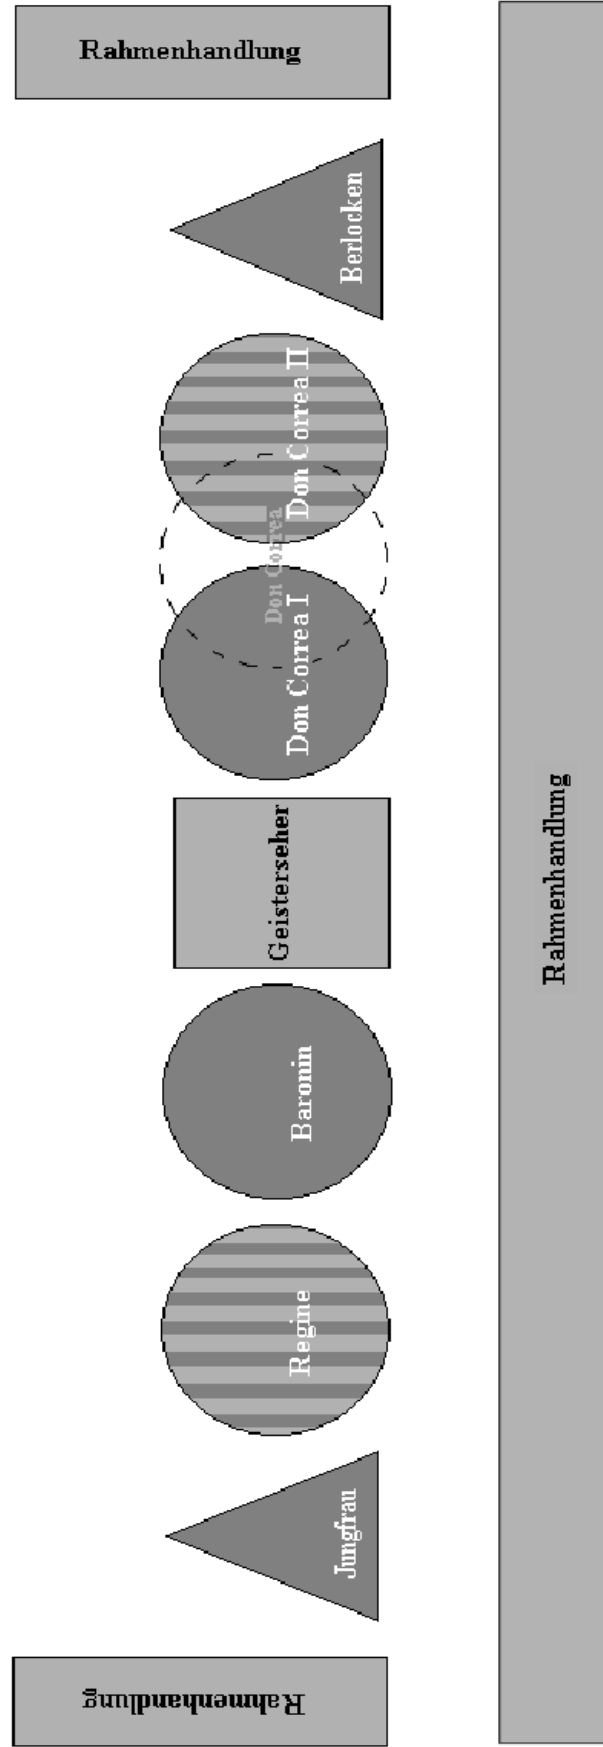 Rahmenhandlung
Berlocken
Don Correa II
Don Correa
Don Correa I
Geisterseher
Baronin
Regine
Jungfrau
Rahmenhandlung
Rahmenhandlung